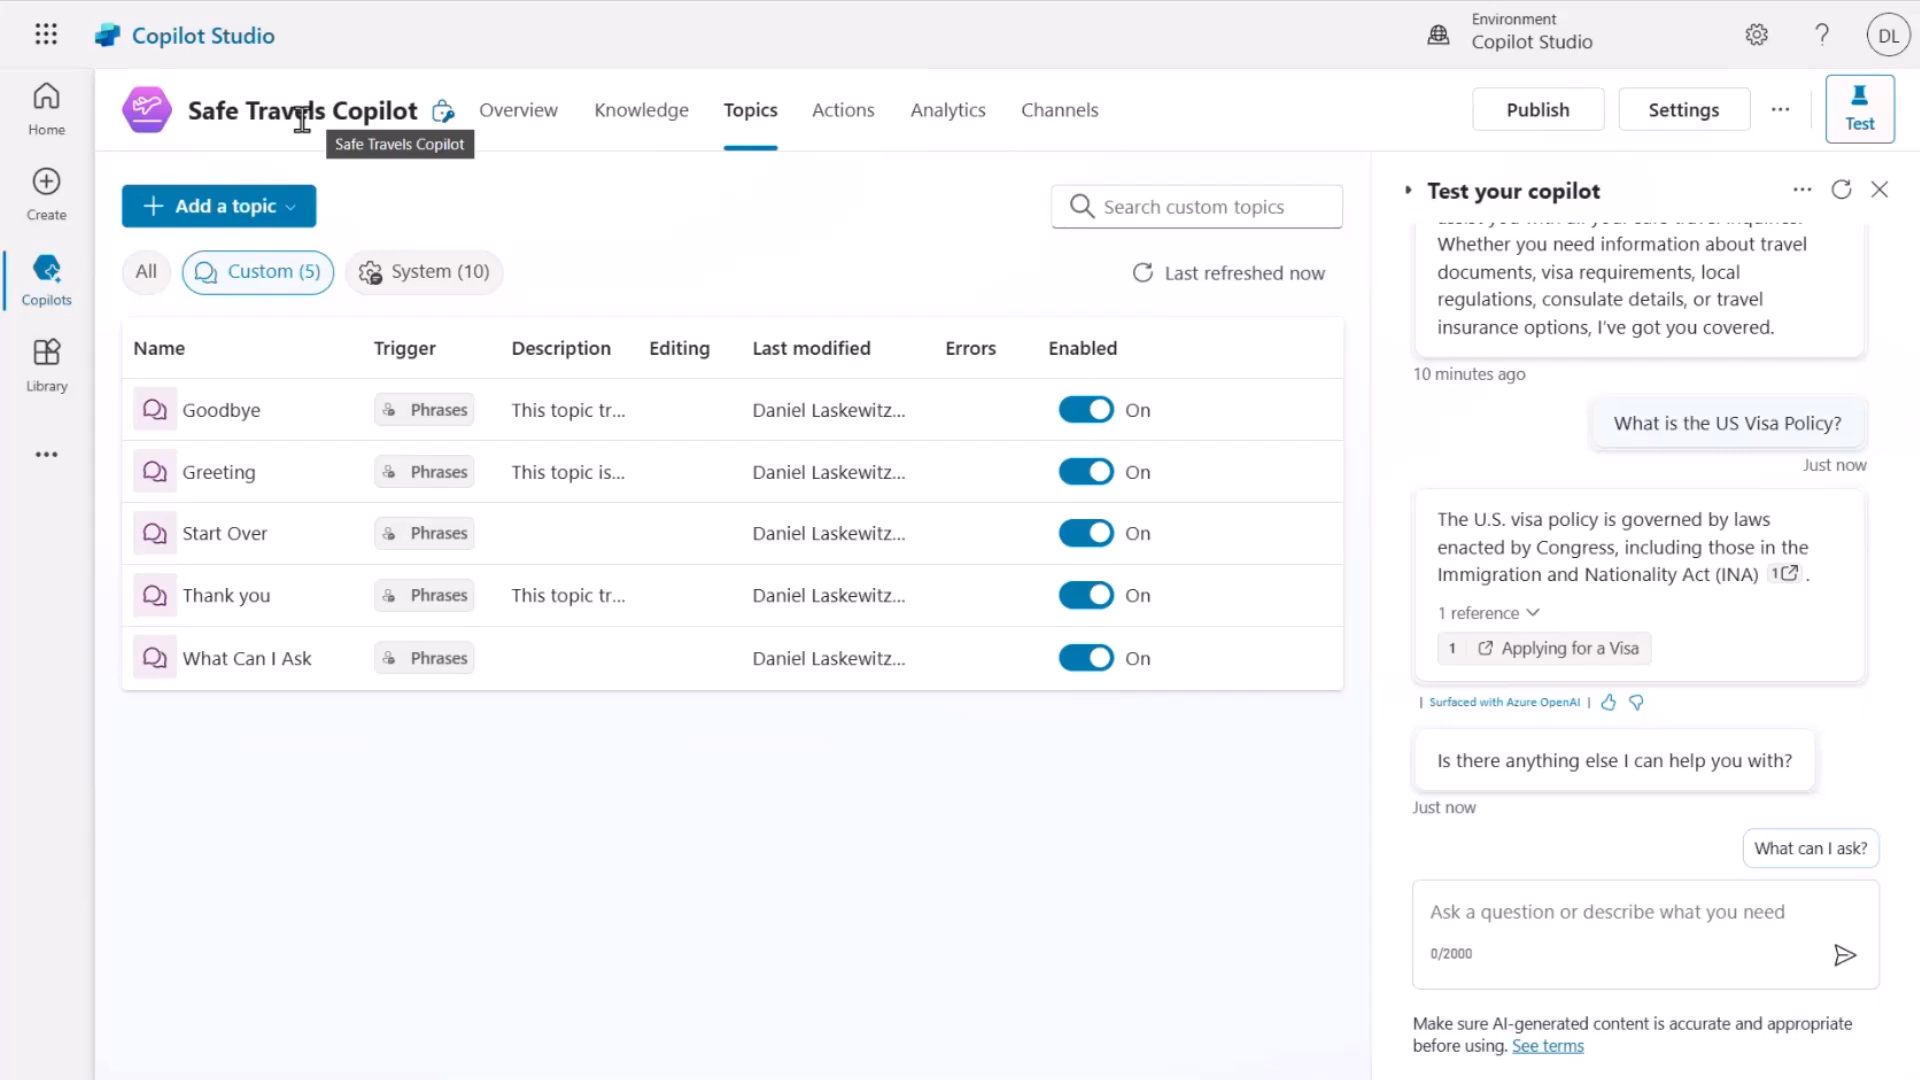 Copilot Studio
Environment
Copilot Studio
DL
Home
Create
Copilots
Library
Safe Travels Copilot
Overview
Knowledge
Topics
Actions
Analytics
Channels
Publish
Settings
Test
Safe Travels Copilot
Add a topic
Search custom topics
All
Custom (5)
System (10)
Last refreshed now
Name Trigger Description Editing Last modified Errors Enabled
Goodbye Phrases This topic tr... Daniel Laskewitz... On
Greeting Phrases This topic is... Daniel Laskewitz... On
Start Over Phrases Daniel Laskewitz... On
Thank you Phrases This topic tr... Daniel Laskewitz... On
What Can I Ask Phrases Daniel Laskewitz... On
Test your copilot
assist you with all your safe travel inquiries.
Whether you need information about travel
documents, visa requirements, local
regulations, consulate details, or travel
insurance options, I've got you covered.
10 minutes ago
What is the US Visa Policy?
Just now
The U.S. visa policy is governed by laws
enacted by Congress, including those in the
Immigration and Nationality Act (INA) 1 .
1 reference
1 Applying for a Visa
| Surfaced with Azure OpenAI |
Is there anything else I can help you with?
Just now
What can I ask?
Ask a question or describe what you need
0/2000
Make sure AI-generated content is accurate and appropriate
before using. See terms